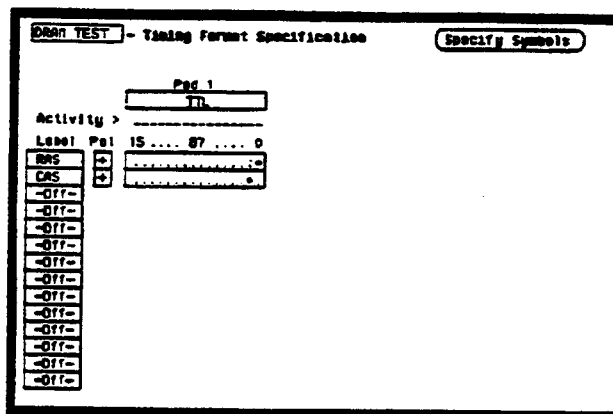 DRAM TEST - Timing Format Specification Specify Symbols
Pod 1
TTL
Activity > 
Label Pol 15 .... 87 .... 0
RAS +
CAS +
-Off-
-Off-
-Off-
-Off-
-Off-
-Off-
-Off-
-Off-
-Off-
-Off-
-Off-
-Off-